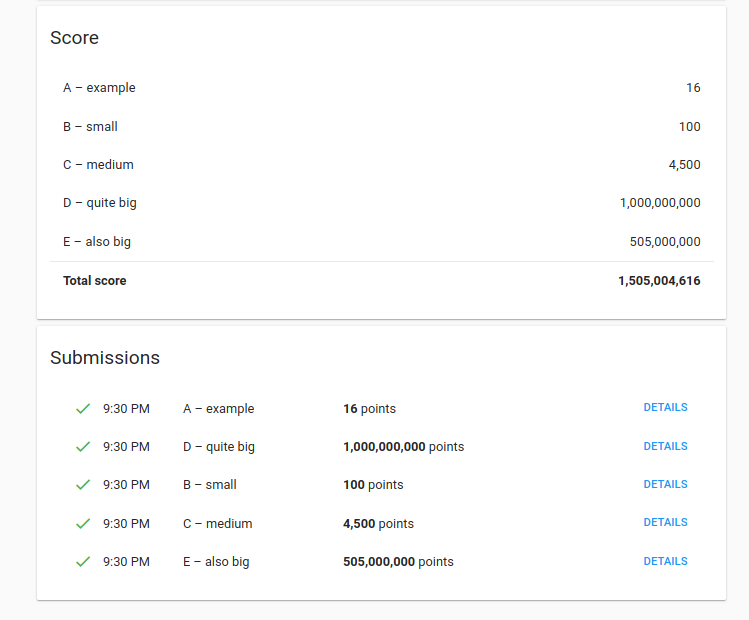 Score
A – example 16
B – small 100
C – medium 4,500
D – quite big 1,000,000,000
E – also big 505,000,000
Total score 1,505,004,616
Submissions
9:30 PM A – example 16 points DETAILS
9:30 PM D – quite big 1,000,000,000 points DETAILS
9:30 PM B – small 100 points DETAILS
9:30 PM C – medium 4,500 points DETAILS
9:30 PM E – also big 505,000,000 points DETAILS